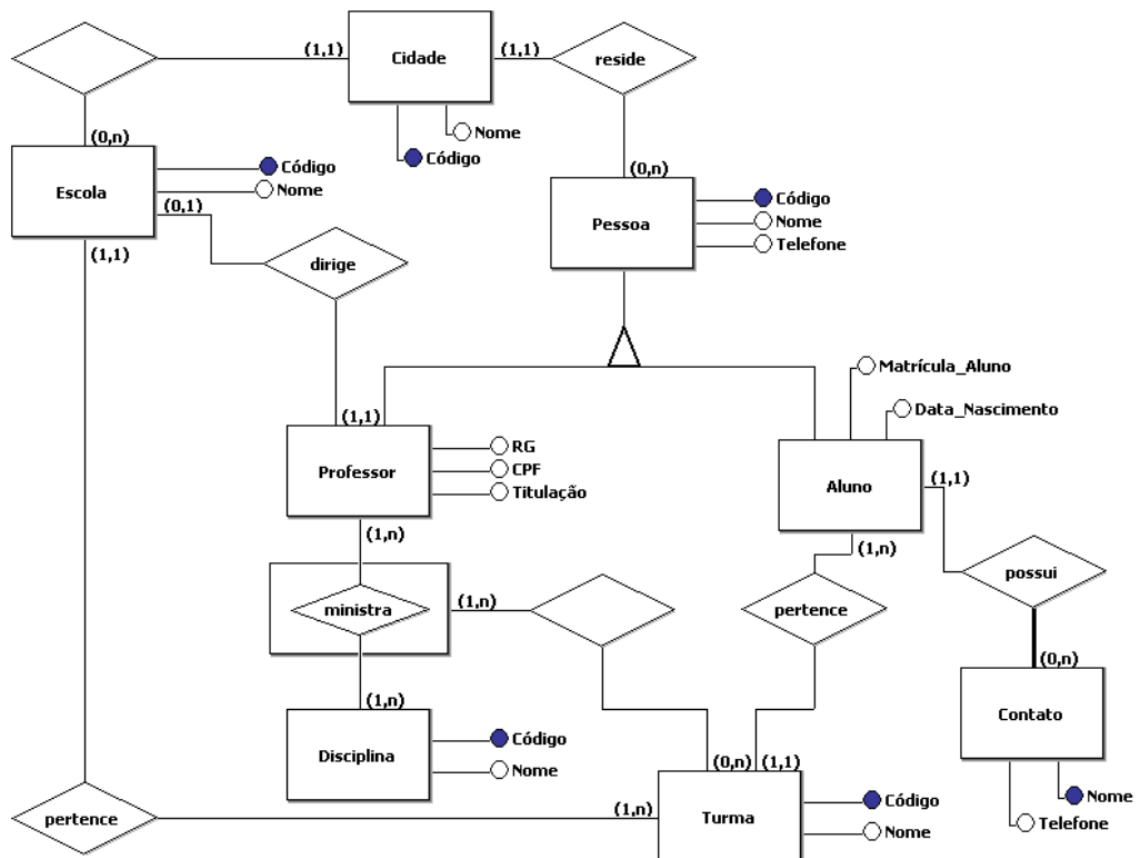 (1,1)
Cidade
(1,1)
reside
Nome
Código
(0,n)
Escola
Código
Nome
(0,1)
(1,1)
(0,n)
Pessoa
Código
Nome
Telefone
dirige
Matrícula_Aluno
Data_Nascimento
(1,1)
Professor
RG
CPF
Titulação
Aluno
(1,1)
(1,n)
(1,n)
ministra
(1,n)
pertence
possui
(1,n)
Disciplina
Código
Nome
(0,n)
Contato
Nome
Telefone
(0,n)
(1,1)
pertence
(1,n)
Turma
Código
Nome